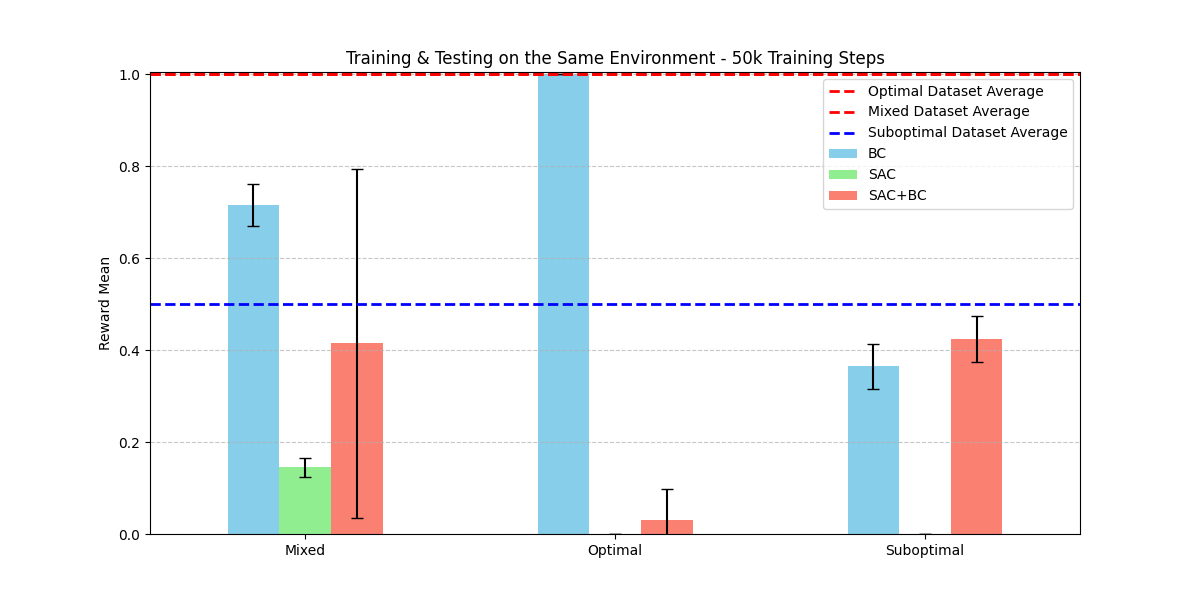 Training & Testing on the Same Environment - 50k Training Steps
Reward Mean
1.0
0.8
0.6
0.4
0.2
0.0
Optimal Dataset Average
Mixed Dataset Average
Suboptimal Dataset Average
BC
SAC
SAC+BC
Mixed
Optimal
Suboptimal